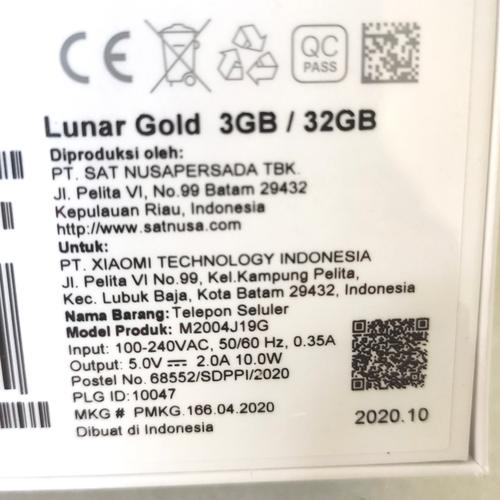 CE
QC
PASS
Lunar Gold 3GB / 32GB
Diproduksi oleh:
PT. SAT NUSAPERSADA TBK.
Jl. Pelita VI, No.99 Batam 29432
Kepulauan Riau, Indonesia
http://www.satnusa.com
Untuk:
PT. XIAOMI TECHNOLOGY INDONESIA
Jl. Pelita VI No.99, Kel.Kampung Pelita,
Kec. Lubuk Baja, Kota Batam 29432, Indonesia
Nama Barang: Telepon Seluler
Model Produk: M2004J19G
Input: 100-240VAC, 50/60 Hz, 0.35A
Output: 5.0V⎓ 2.0A 10.0W
Postel No. 68552/SDPPI/2020
PLG ID:10047
MKG # PMKG.166.04.2020
Dibuat di Indonesia
2020.10